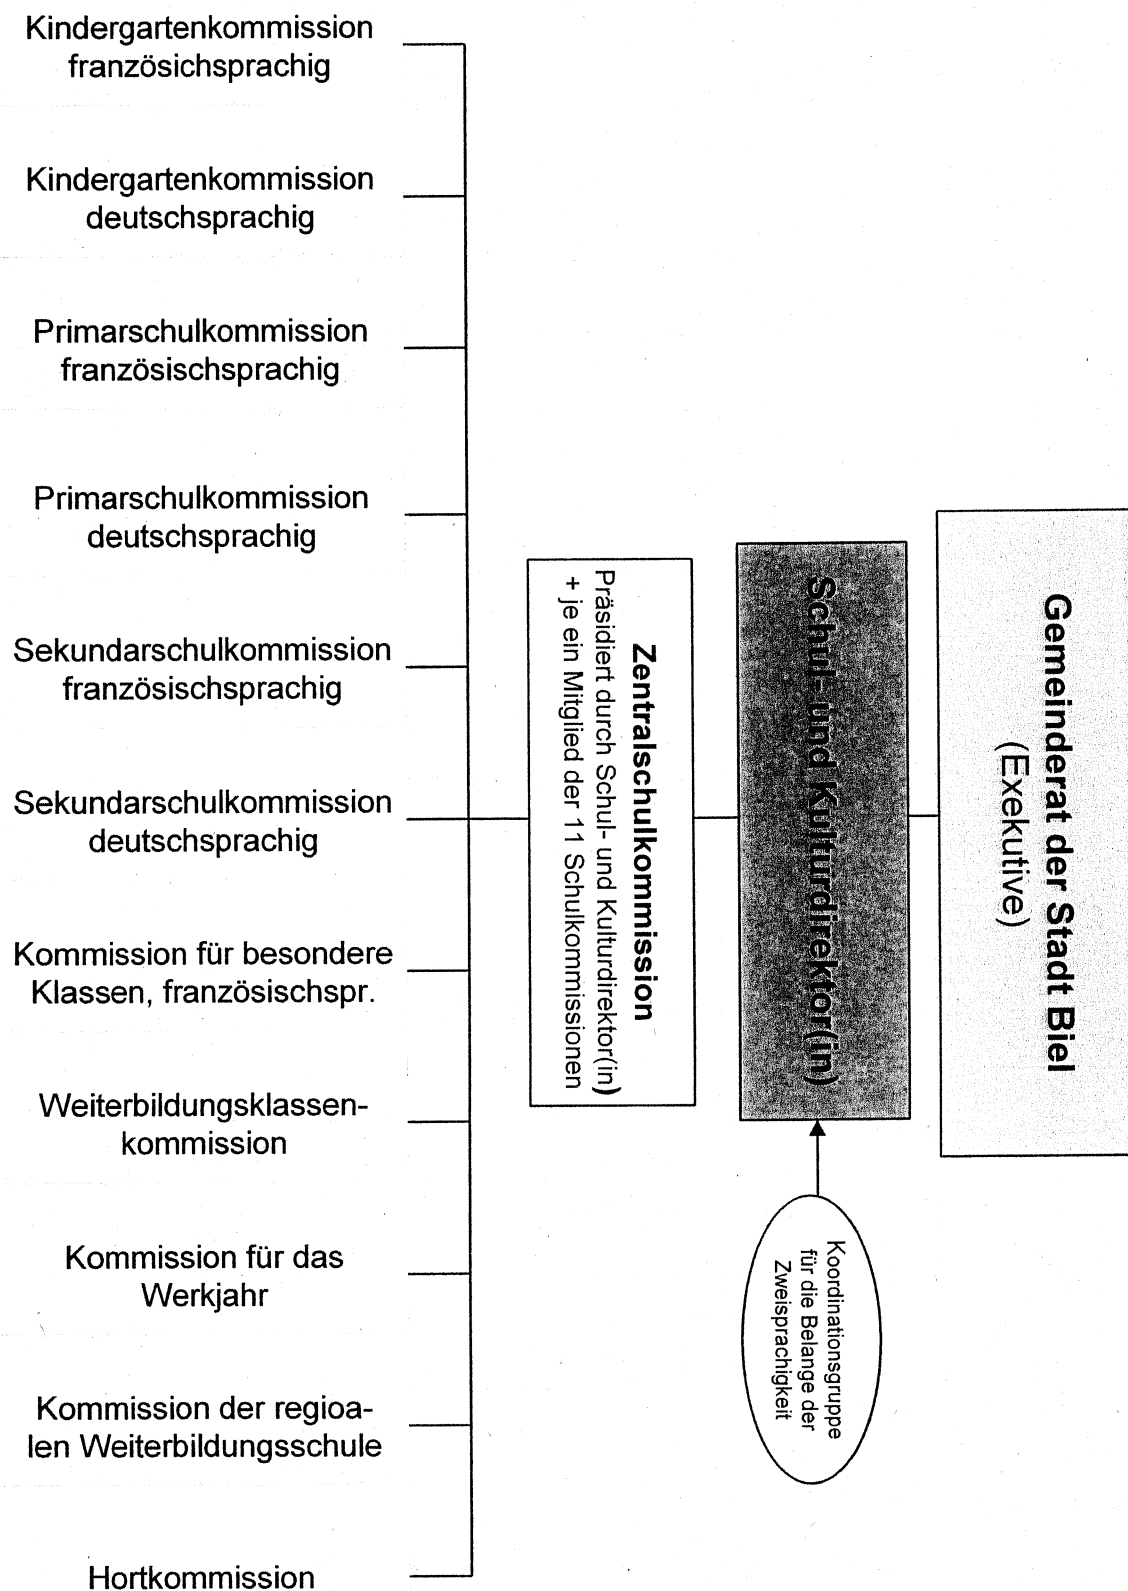 Kindergartenkommission
französichsprachig
Kindergartenkommission
deutschsprachig
Primarschulkommission
französischsprachig
Primarschulkommission
deutschsprachig
Sekundarschulkommission
französischsprachig
Sekundarschulkommission
deutschsprachig
Kommission für besondere
Klassen, französischspr.
Weiterbildungsklassen-
kommission
Kommission für das
Werkjahr
Kommission der regioa-
len Weiterbildungsschule
Hortkommission
Zentralschulkommission
Präsidiert durch Schul- und Kulturdirektor(in)
+ je ein Mitglied der 11 Schulkommissionen
Schul- und Kulturdirektor(in)
Gemeinderat der Stadt Biel
(Exekutive)
Koordinationsgruppe
für die Belange der
Zweisprachigkeit